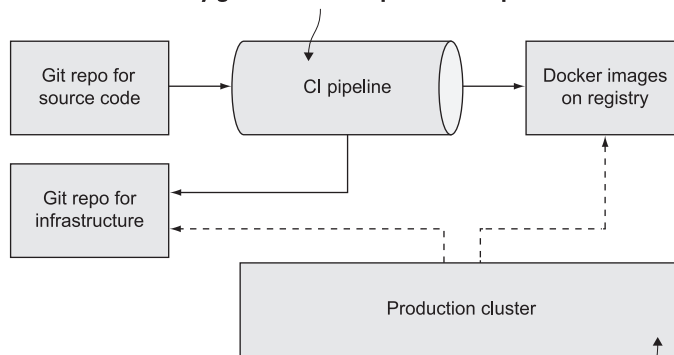 Git repo for
source code
CI pipeline
Docker images
on registry
Git repo for
infrastructure
Production cluster